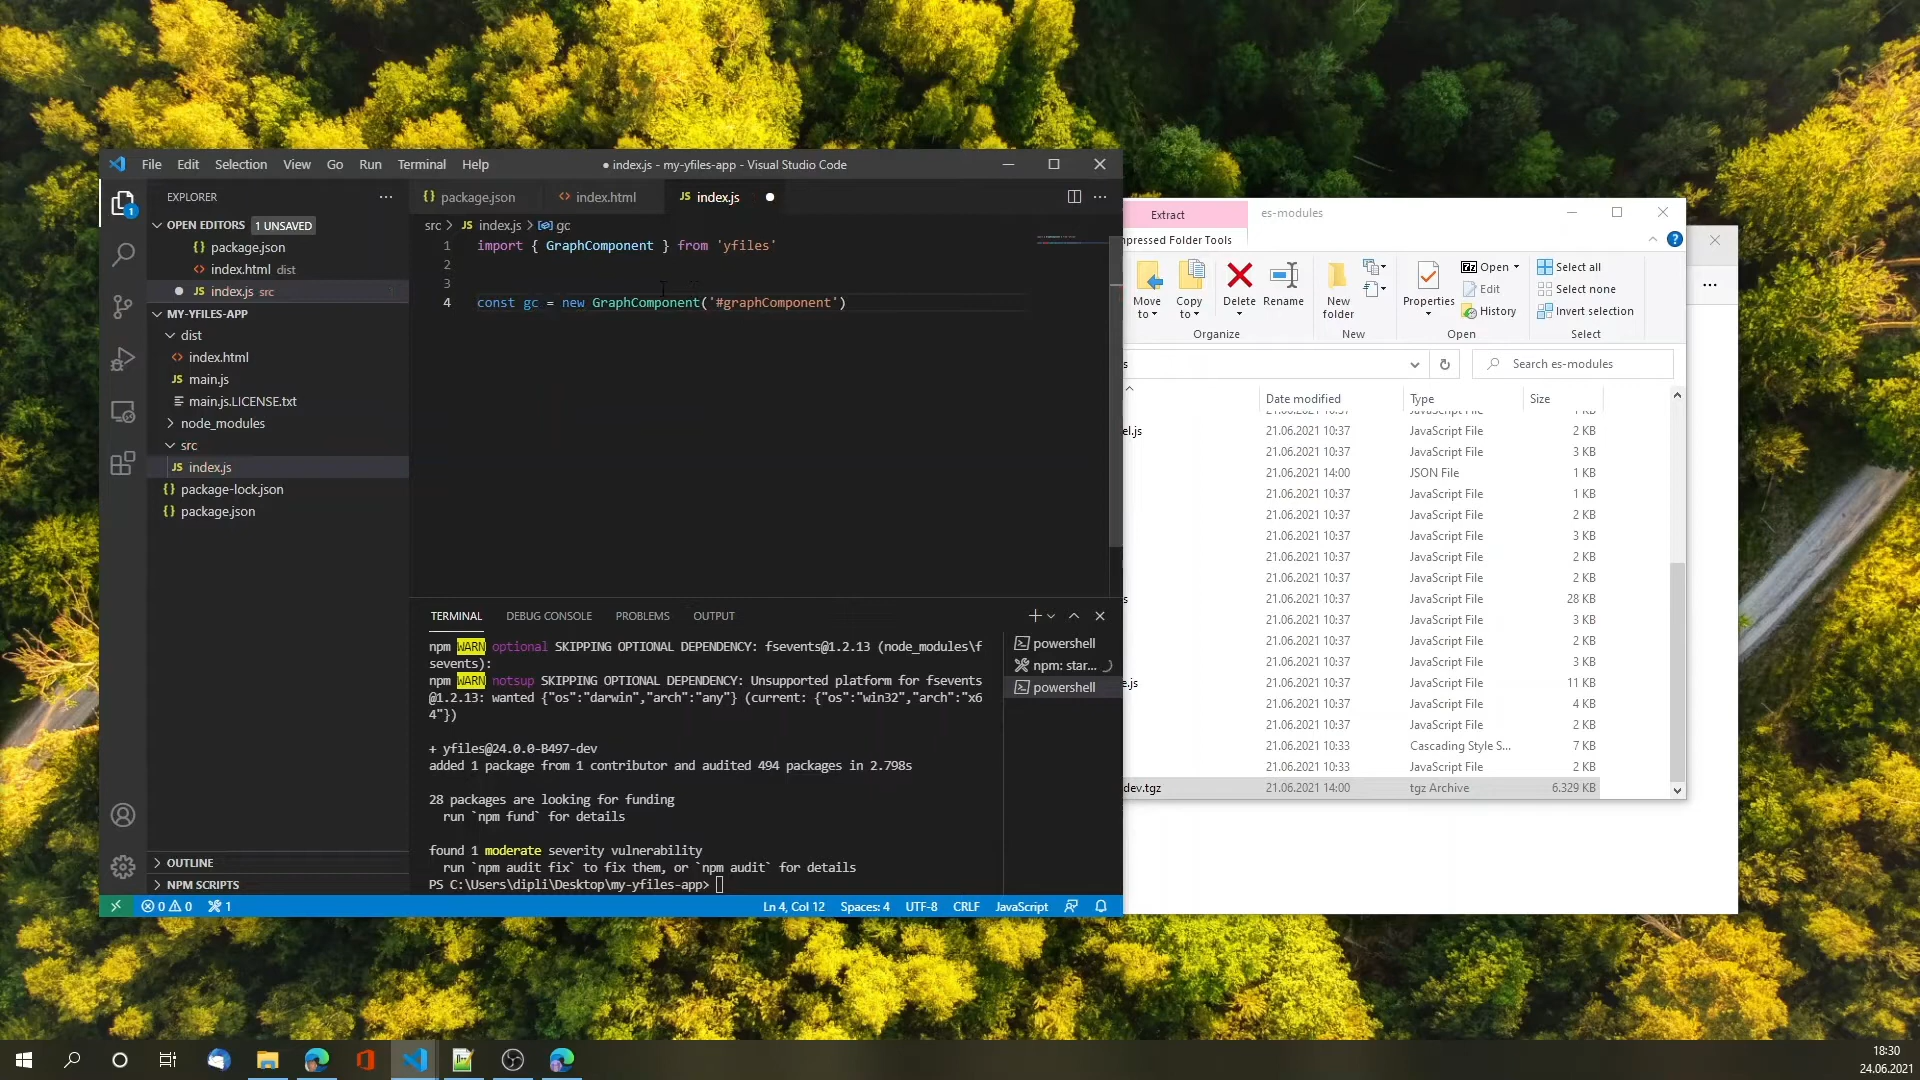 File Edit Selection View Go Run Terminal Help
● index.js - my-yfiles-app - Visual Studio Code
EXPLORER
OPEN EDITORS 1 UNSAVED
package.json
index.html dist
index.js src
MY-YFILES-APP
dist
index.html
main.js
main.js.LICENSE.txt
node_modules
src
index.js
package-lock.json
package.json
OUTLINE
NPM SCRIPTS
1
package.json index.html JS index.js
src > JS index.js > gc
1 import { GraphComponent } from 'yfiles'
2
3
4 const gc = new GraphComponent('#graphComponent')
TERMINAL DEBUG CONSOLE PROBLEMS OUTPUT
npm WARN optional SKIPPING OPTIONAL DEPENDENCY: fsevents@1.2.13 (node_modules\f
sevents):
npm WARN notsup SKIPPING OPTIONAL DEPENDENCY: Unsupported platform for fsevents
@1.2.13: wanted {"os":"darwin","arch":"any"} (current: {"os":"win32","arch":"x6
4"})
+ yfiles@24.0.0-B497-dev
added 1 package from 1 contributor and audited 494 packages in 2.798s
28 packages are looking for funding
run `npm fund` for details
found 1 moderate severity vulnerability
run `npm audit fix` to fix them, or `npm audit` for details
PS C:\Users\dipli\Desktop\my-yfiles-app>
powershell
npm: star...
powershell
0 0 1
Ln 4, Col 12 Spaces: 4 UTF-8 CRLF JavaScript
Extract es-modules
mpressed Folder Tools
Move to Copy to Delete Rename New folder Properties Open Edit History Select all Select none Invert selection
Organize New Open Select
s Search es-modules
Date modified Type Size
el.js 21.06.2021 10:37 JavaScript File 2 KB
21.06.2021 10:37 JavaScript File 3 KB
21.06.2021 14:00 JSON File 1 KB
21.06.2021 10:37 JavaScript File 1 KB
21.06.2021 10:37 JavaScript File 2 KB
21.06.2021 10:37 JavaScript File 3 KB
21.06.2021 10:37 JavaScript File 2 KB
21.06.2021 10:37 JavaScript File 2 KB
s 21.06.2021 10:37 JavaScript File 28 KB
21.06.2021 10:37 JavaScript File 3 KB
21.06.2021 10:37 JavaScript File 2 KB
21.06.2021 10:37 JavaScript File 3 KB
e.js 21.06.2021 10:37 JavaScript File 11 KB
21.06.2021 10:37 JavaScript File 4 KB
21.06.2021 10:37 JavaScript File 2 KB
21.06.2021 10:33 Cascading Style S... 7 KB
21.06.2021 10:33 JavaScript File 2 KB
dev.tgz 21.06.2021 14:00 tgz Archive 6.329 KB
18:30
24.06.2021